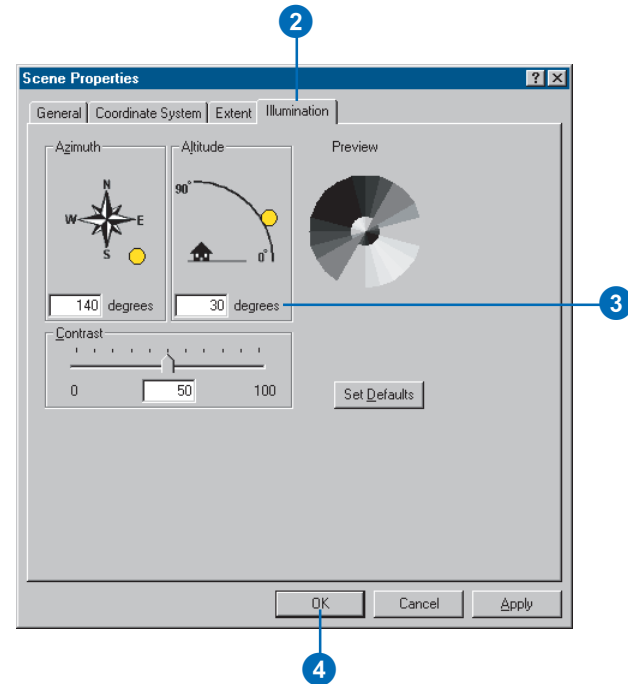 2
Scene Properties
General Coordinate System Extent Illumination
Azimuth Altitude Preview
N
W E
S
90°
0°
140 degrees 30 degrees
3
Contrast
0 50 100
Set Defaults
OK Cancel Apply
4